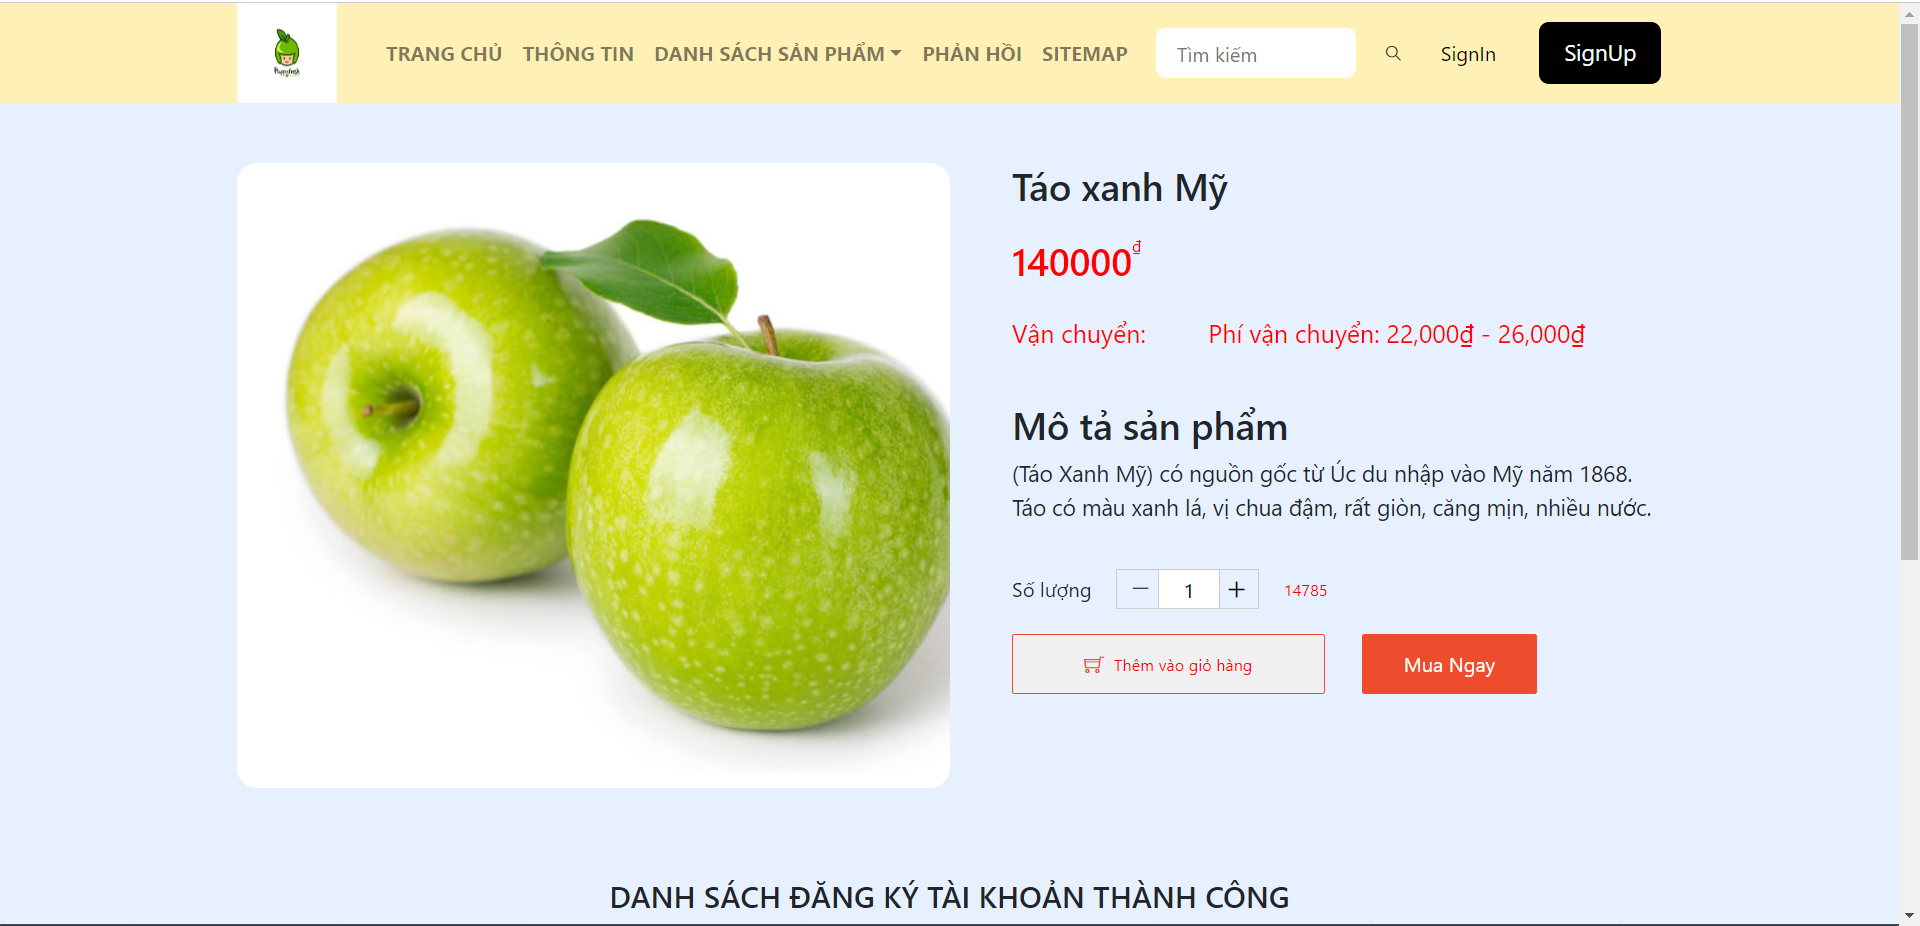 Happyfresh
TRANG CHỦ THÔNG TIN DANH SÁCH SẢN PHẨM PHẢN HỒI SITEMAP Tìm kiếm SignIn SignUp
Táo xanh Mỹ
140000₫
Vận chuyển: Phí vận chuyển: 22,000₫ - 26,000₫
Mô tả sản phẩm
(Táo Xanh Mỹ) có nguồn gốc từ Úc du nhập vào Mỹ năm 1868.
Táo có màu xanh lá, vị chua đậm, rất giòn, căng mịn, nhiều nước.
Số lượng 1 14785
Thêm vào giỏ hàng Mua Ngay
DANH SÁCH ĐĂNG KÝ TÀI KHOẢN THÀNH CÔNG